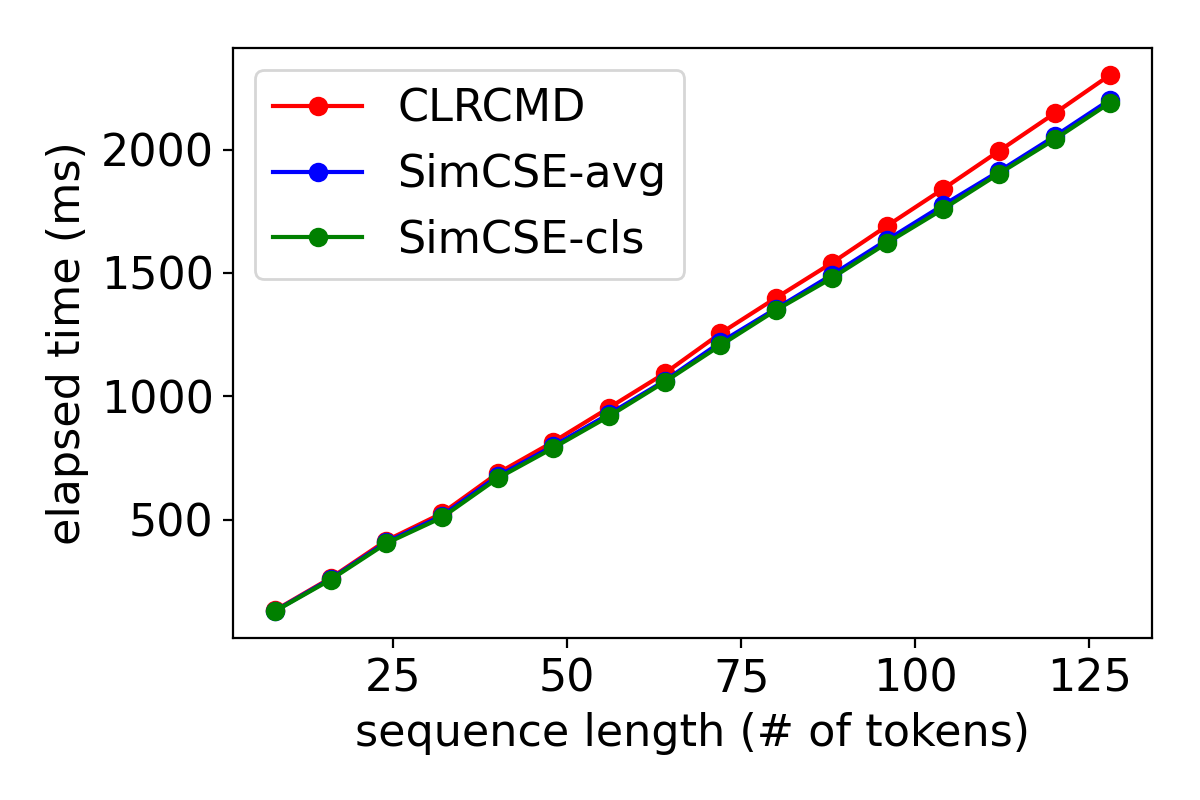 CLRCMD
SimCSE-avg
SimCSE-cls
elapsed time (ms)
2000
1500
1000
500
25 50 75 100 125
sequence length (# of tokens)